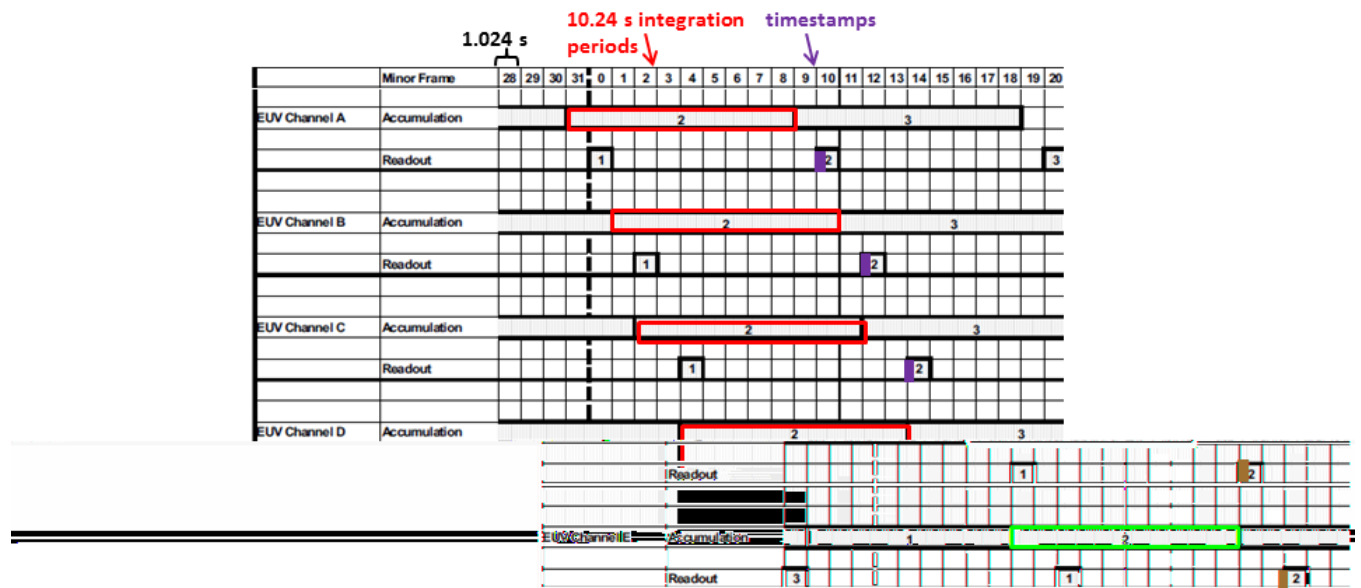 10.24 s integration periods
timestamps
1.024 s
Minor Frame 28 29 30 31 0 1 2 3 4 5 6 7 8 9 10 11 12 13 14 15 16 17 18 19 20
EUV Channel A Accumulation 2 3
Readout 1 2 3
EUV Channel B Accumulation 2 3
Readout 1 2
EUV Channel C Accumulation 2 3
Readout 1 2
EUV Channel D Accumulation 2 3
Readout 1 2
EUV Channel E Accumulation 1 2
Readout 3 1 2